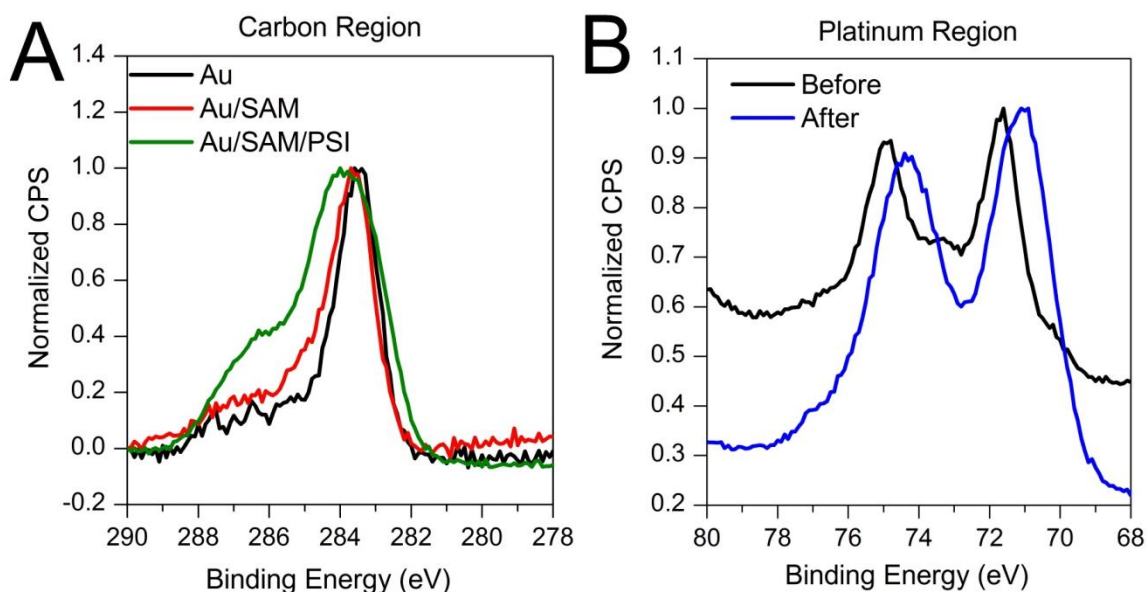 A
Carbon Region
Au
Au/SAM
Au/SAM/PSI
Normalized CPS
1.4
1.2
1.0
0.8
0.6
0.4
0.2
0.0
-0.2
290 288 286 284 282 280 278
Binding Energy (eV)
B
Platinum Region
Before
After
Normalized CPS
1.1
1.0
0.9
0.8
0.7
0.6
0.5
0.4
0.3
0.2
80 78 76 74 72 70 68
Binding Energy (eV)